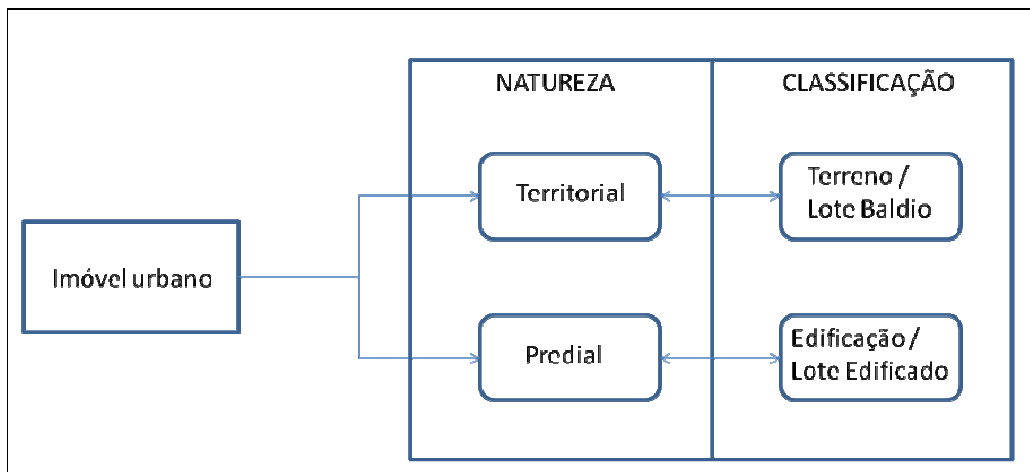 NATUREZA
CLASSIFICAÇÃO
Imóvel urbano
Territorial
Terreno /
Lote Baldio
Predial
Edificação /
Lote Edificado